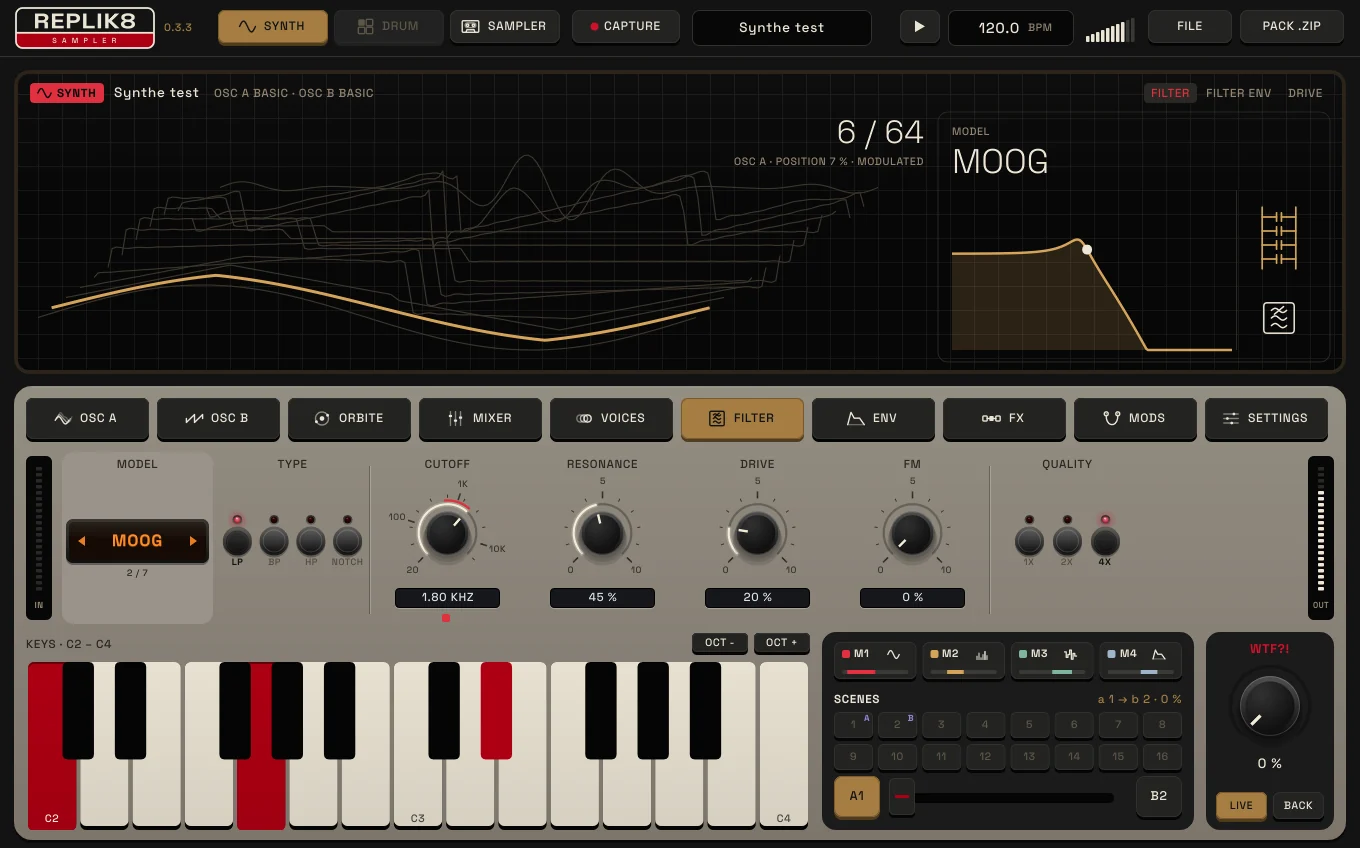 REPLIK8
SAMPLER
0.3.3
SYNTH
DRUM
SAMPLER
CAPTURE
Synthe test
120.0 BPM
FILE
PACK .ZIP
SYNTH Synthe test OSC A BASIC · OSC B BASIC
FILTER FILTER ENV DRIVE
6 / 64
OSC A · POSITION 7 % · MODULATED
MODEL
MOOG
OSC A
OSC B
ORBITE
MIXER
VOICES
FILTER
ENV
FX
MODS
SETTINGS
IN
MODEL
MOOG
2 / 7
TYPE
LP BP HP NOTCH
CUTOFF
1K
100
10K
20
1.80 KHZ
RESONANCE
5
0 10
45 %
DRIVE
5
0 10
20 %
FM
5
0 10
0 %
QUALITY
1X 2X 4X
OUT
KEYS · C2 – C4
OCT -
OCT +
C2 C3 C4
M1 M2 M3 M4
SCENES
a 1 → b 2 · 0 %
1 A 2 B 3 4 5 6 7 8
9 10 11 12 13 14 15 16
A1
B2
WTF?!
0 %
LIVE BACK